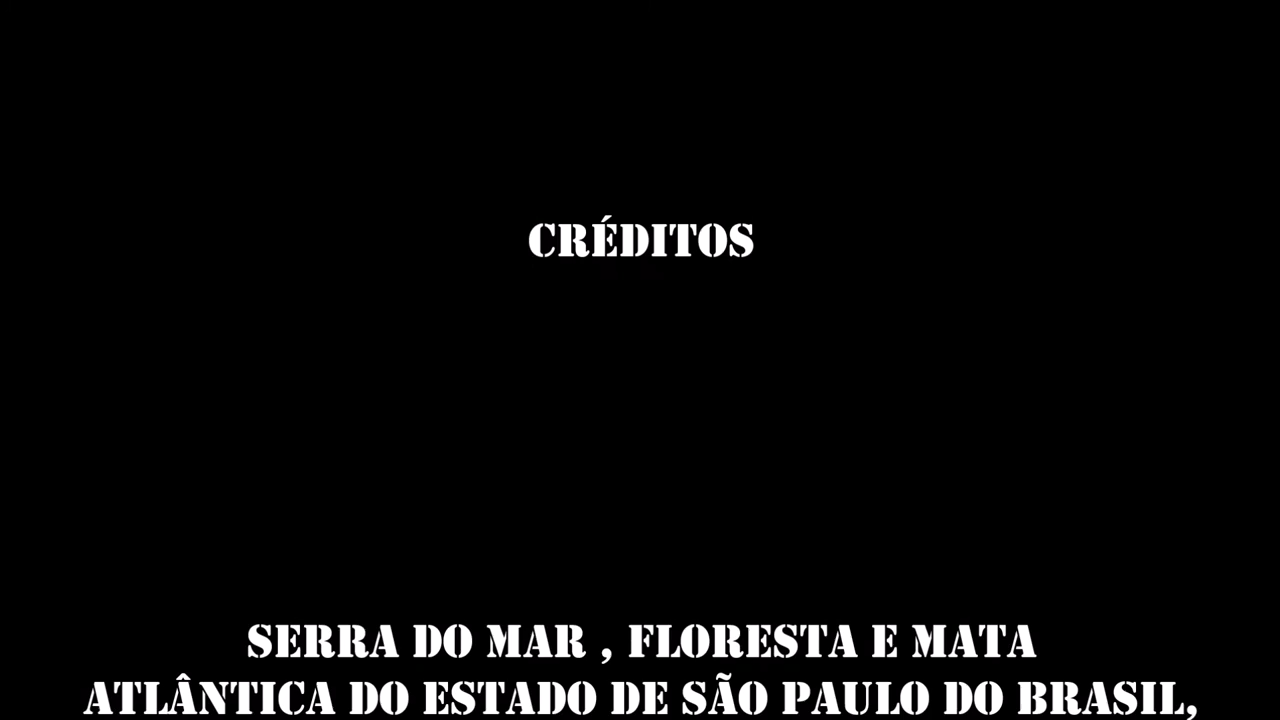 CRÉDITOS
SERRA DO MAR , FLORESTA E MATA
ATLÂNTICA DO ESTADO DE SÃO PAULO DO BRASIL,